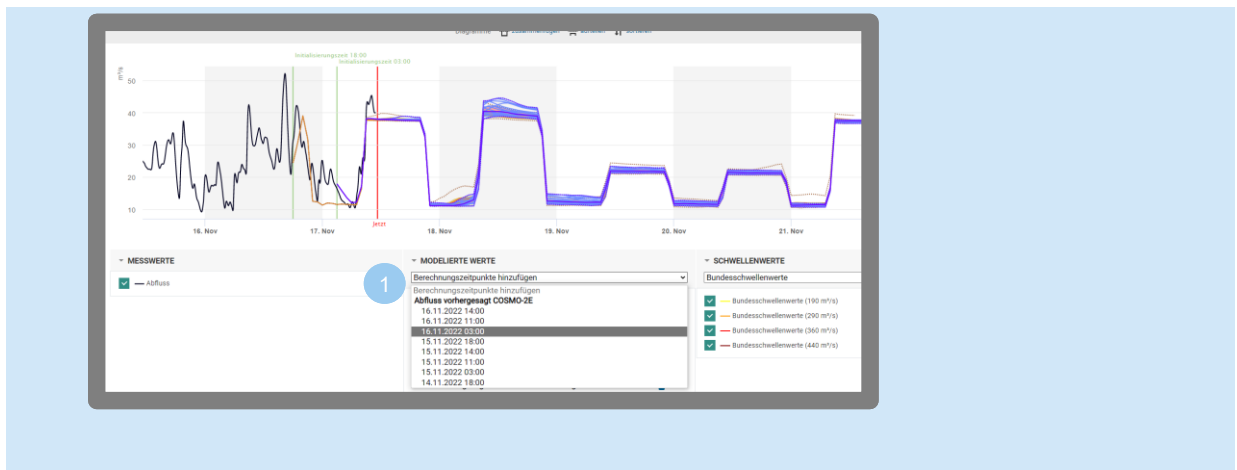 Diagramme Zusammenfügen Schließen Sortieren
Initialisierungszeit 18:00
Initialisierungszeit 03:00
m³/s
50
40
30
20
10
Jetzt
16. Nov 17. Nov 18. Nov 19. Nov 20. Nov 21. Nov
MESSWERTE
Abfluss
1
MODELIERTE WERTE
Berechnungszeitpunkte hinzufügen
Berechnungszeitpunkte hinzufügen
Abfluss vorhergesagt COSMO-2E
16.11.2022 14:00
16.11.2022 11:00
16.11.2022 03:00
15.11.2022 18:00
15.11.2022 14:00
15.11.2022 11:00
15.11.2022 03:00
14.11.2022 18:00
SCHWELLENWERTE
Bundesschwellenwerte
Bundesschwellenwerte (190 m³/s)
Bundesschwellenwerte (290 m³/s)
Bundesschwellenwerte (360 m³/s)
Bundesschwellenwerte (440 m³/s)